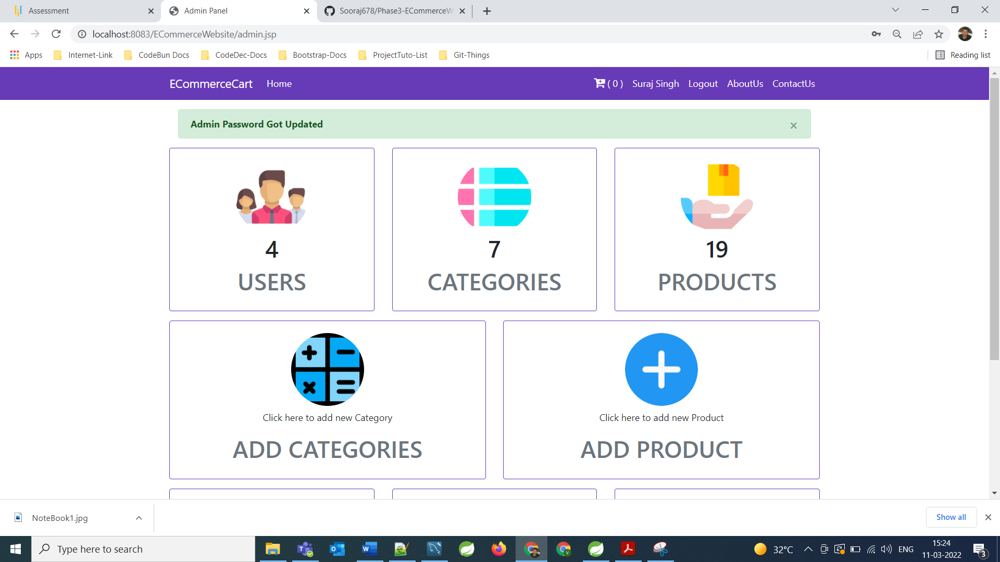 Assessment
Admin Panel
Sooraj678/Phase3-ECommerceW
localhost:8083/ECommerceWebsite/admin.jsp
Apps
Internet-Link
CodeBun Docs
CodeDec-Docs
Bootstrap-Docs
ProjectTuto-List
Git-Things
Reading list
ECommerceCart
Home
( 0 )
Suraj Singh
Logout
AboutUs
ContactUs
Admin Password Got Updated
×
4
USERS
7
CATEGORIES
19
PRODUCTS
Click here to add new Category
ADD CATEGORIES
Click here to add new Product
ADD PRODUCT
NoteBook1.jpg
Show all
Type here to search
32°C
ENG
15:24
11-03-2022
3